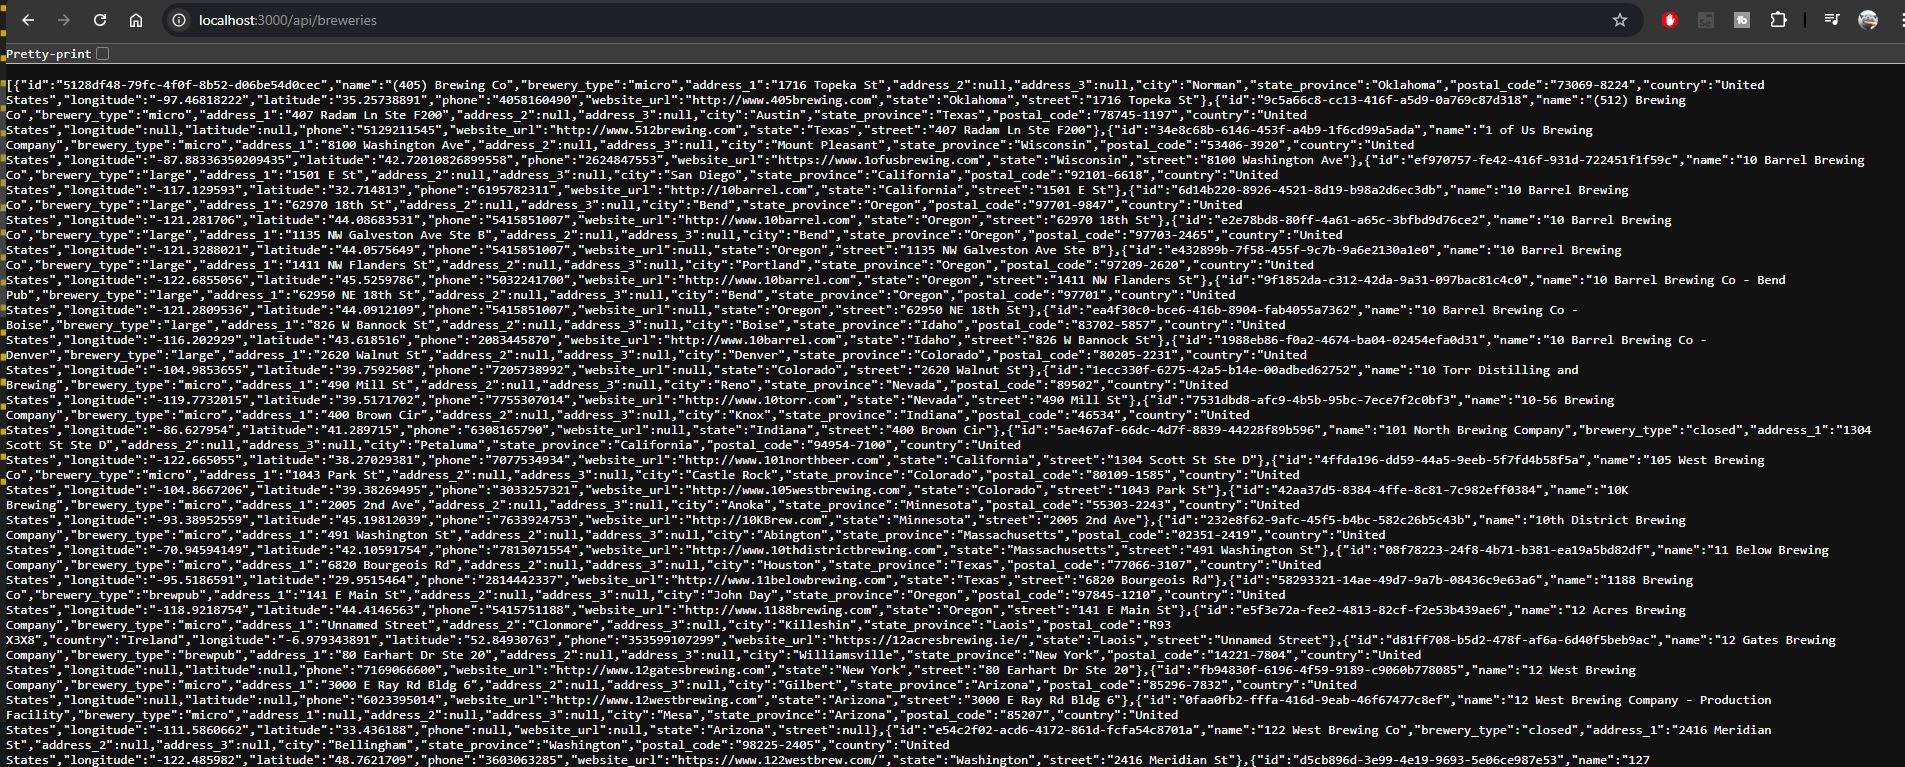 localhost:3000/api/breweries
Pretty-print
[{"id":"5128df48-79fc-4f0f-8b52-d06be54d0cec","name":"(405) Brewing Co","brewery_type":"micro","address_1":"1716 Topeka St","address_2":null,"address_3":null,"city":"Norman","state_province":"Oklahoma","postal_code":"73069-8224","country":"United
States","longitude":"-97.46818222","latitude":"35.25738891","phone":"4058160490","website_url":"http://www.405brewing.com","state":"Oklahoma","street":"1716 Topeka St"},{"id":"9c5a66c8-cc13-416f-a5d9-0a769c87d318","name":"(512) Brewing
Co","brewery_type":"micro","address_1":"407 Radam Ln Ste F200","address_2":null,"address_3":null,"city":"Austin","state_province":"Texas","postal_code":"78745-1197","country":"United
States","longitude":null,"latitude":null,"phone":"5129211545","website_url":"http://www.512brewing.com","state":"Texas","street":"407 Radam Ln Ste F200"},{"id":"34e8c68b-6146-453f-a4b9-1f6cd99a5ada","name":"1 of Us Brewing
Company","brewery_type":"micro","address_1":"8100 Washington Ave","address_2":null,"address_3":null,"city":"Mount Pleasant","state_province":"Wisconsin","postal_code":"53406-3920","country":"United
States","longitude":"-87.88336350209435","latitude":"42.72010826899558","phone":"2624847553","website_url":"https://www.1ofusbrewing.com","state":"Wisconsin","street":"8100 Washington Ave"},{"id":"ef970757-fe42-416f-931d-722451f1f59c","name":"10 Barrel Brewing
Co","brewery_type":"large","address_1":"1501 E St","address_2":null,"address_3":null,"city":"San Diego","state_province":"California","postal_code":"92101-6618","country":"United
States","longitude":"-117.129593","latitude":"32.714813","phone":"6195782311","website_url":"http://10barrel.com","state":"California","street":"1501 E St"},{"id":"6d14b220-8926-4521-8d19-b98a2d6ec3db","name":"10 Barrel Brewing
Co","brewery_type":"large","address_1":"62970 18th St","address_2":null,"address_3":null,"city":"Bend","state_province":"Oregon","postal_code":"97701-9847","country":"United
States","longitude":"-121.281706","latitude":"44.08683531","phone":"5415851007","website_url":"http://www.10barrel.com","state":"Oregon","street":"62970 18th St"},{"id":"e2e78bd8-80ff-4a61-a65c-3bfbd9d76ce2","name":"10 Barrel Brewing
Co","brewery_type":"large","address_1":"1135 NW Galveston Ave Ste B","address_2":null,"address_3":null,"city":"Bend","state_province":"Oregon","postal_code":"97703-2465","country":"United
States","longitude":"-121.3288021","latitude":"44.0575649","phone":"5415851007","website_url":null,"state":"Oregon","street":"1135 NW Galveston Ave Ste B"},{"id":"e432899b-7f58-455f-9c7b-9a6e2130a1e0","name":"10 Barrel Brewing
Co","brewery_type":"large","address_1":"1411 NW Flanders St","address_2":null,"address_3":null,"city":"Portland","state_province":"Oregon","postal_code":"97209-2620","country":"United
States","longitude":"-122.6855056","latitude":"45.5259786","phone":"5032241700","website_url":"http://www.10barrel.com","state":"Oregon","street":"1411 NW Flanders St"},{"id":"9f1852da-c312-42da-9a31-097bac81c4c0","name":"10 Barrel Brewing Co - Bend
Pub","brewery_type":"large","address_1":"62950 NE 18th St","address_2":null,"address_3":null,"city":"Bend","state_province":"Oregon","postal_code":"97701","country":"United
States","longitude":"-121.2809536","latitude":"44.0912109","phone":"5415851007","website_url":null,"state":"Oregon","street":"62950 NE 18th St"},{"id":"ea4f30c0-bce6-416b-8904-fab4055a7362","name":"10 Barrel Brewing Co -
Boise","brewery_type":"large","address_1":"826 W Bannock St","address_2":null,"address_3":null,"city":"Boise","state_province":"Idaho","postal_code":"83702-5857","country":"United
States","longitude":"-116.202929","latitude":"43.618516","phone":"2083445870","website_url":"http://www.10barrel.com","state":"Idaho","street":"826 W Bannock St"},{"id":"1988eb86-f0a2-4674-ba04-02454efa0d31","name":"10 Barrel Brewing Co -
Denver","brewery_type":"large","address_1":"2620 Walnut St","address_2":null,"address_3":null,"city":"Denver","state_province":"Colorado","postal_code":"80205-2231","country":"United
States","longitude":"-104.9853655","latitude":"39.7592508","phone":"7205738992","website_url":null,"state":"Colorado","street":"2620 Walnut St"},{"id":"1ecc330f-6275-42a5-b14e-00adbed62752","name":"10 Torr Distilling and
Brewing","brewery_type":"micro","address_1":"490 Mill St","address_2":null,"address_3":null,"city":"Reno","state_province":"Nevada","postal_code":"89502","country":"United
States","longitude":"-119.7732015","latitude":"39.5171702","phone":"7755307014","website_url":"http://www.10torr.com","state":"Nevada","street":"490 Mill St"},{"id":"7531dbd8-afc9-4b5b-95bc-7ece7f2c0bf3","name":"10-56 Brewing
Company","brewery_type":"micro","address_1":"400 Brown Cir","address_2":null,"address_3":null,"city":"Knox","state_province":"Indiana","postal_code":"46534","country":"United
States","longitude":"-86.627954","latitude":"41.289715","phone":"6308165790","website_url":null,"state":"Indiana","street":"400 Brown Cir"},{"id":"5ae467af-66dc-4d7f-8839-44228f89b596","name":"101 North Brewing Company","brewery_type":"closed","address_1":"1304
Scott St Ste D","address_2":null,"address_3":null,"city":"Petaluma","state_province":"California","postal_code":"94954-7100","country":"United
States","longitude":"-122.665055","latitude":"38.27029381","phone":"7077534934","website_url":"http://www.101northbeer.com","state":"California","street":"1304 Scott St Ste D"},{"id":"4ffda196-dd59-44a5-9eeb-5f7fd4b58f5a","name":"105 West Brewing
Co","brewery_type":"micro","address_1":"1043 Park St","address_2":null,"address_3":null,"city":"Castle Rock","state_province":"Colorado","postal_code":"80109-1585","country":"United
States","longitude":"-104.8667206","latitude":"39.38269495","phone":"3033257321","website_url":"http://www.105westbrewing.com","state":"Colorado","street":"1043 Park St"},{"id":"42aa37d5-8384-4ffe-8c81-7c982eff0384","name":"10K
Brewing","brewery_type":"micro","address_1":"2005 2nd Ave","address_2":null,"address_3":null,"city":"Anoka","state_province":"Minnesota","postal_code":"55303-2243","country":"United
States","longitude":"-93.38952559","latitude":"45.19812039","phone":"7633924753","website_url":"http://10KBrew.com","state":"Minnesota","street":"2005 2nd Ave"},{"id":"232e8f62-9afc-45f5-b4bc-582c26b5c43b","name":"10th District Brewing
Company","brewery_type":"micro","address_1":"491 Washington St","address_2":null,"address_3":null,"city":"Abington","state_province":"Massachusetts","postal_code":"02351-2419","country":"United
States","longitude":"-70.94594149","latitude":"42.10591754","phone":"7813071554","website_url":"http://www.10thdistrictbrewing.com","state":"Massachusetts","street":"491 Washington St"},{"id":"08f78223-24f8-4b71-b381-ea19a5bd82df","name":"11 Below Brewing
Company","brewery_type":"micro","address_1":"6820 Bourgeois Rd","address_2":null,"address_3":null,"city":"Houston","state_province":"Texas","postal_code":"77066-3107","country":"United
States","longitude":"-95.5186591","latitude":"29.9515464","phone":"2814442337","website_url":"http://www.11belowbrewing.com","state":"Texas","street":"6820 Bourgeois Rd"},{"id":"58293321-14ae-49d7-9a7b-08436c9e63a6","name":"1188 Brewing
Co","brewery_type":"brewpub","address_1":"141 E Main St","address_2":null,"address_3":null,"city":"John Day","state_province":"Oregon","postal_code":"97845-1210","country":"United
States","longitude":"-118.9218754","latitude":"44.4146563","phone":"5415751188","website_url":"http://www.1188brewing.com","state":"Oregon","street":"141 E Main St"},{"id":"e5f3e72a-fee2-4813-82cf-f2e53b439ae6","name":"12 Acres Brewing
Company","brewery_type":"micro","address_1":"Unnamed Street","address_2":"Clonmore","address_3":null,"city":"Killeshin","state_province":"Laois","postal_code":"R93
X3X8","country":"Ireland","longitude":"-6.979343891","latitude":"52.84930763","phone":"353599107299","website_url":"https://12acresbrewing.ie/","state":"Laois","street":"Unnamed Street"},{"id":"d81ff708-b5d2-478f-af6a-6d40f5beb9ac","name":"12 Gates Brewing
Company","brewery_type":"brewpub","address_1":"80 Earhart Dr Ste 20","address_2":null,"address_3":null,"city":"Williamsville","state_province":"New York","postal_code":"14221-7804","country":"United
States","longitude":null,"latitude":null,"phone":"7169066600","website_url":"http://www.12gatesbrewing.com","state":"New York","street":"80 Earhart Dr Ste 20"},{"id":"fb94830f-6196-4f59-9189-c9060b778085","name":"12 West Brewing
Company","brewery_type":"micro","address_1":"3000 E Ray Rd Bldg 6","address_2":null,"address_3":null,"city":"Gilbert","state_province":"Arizona","postal_code":"85296-7832","country":"United
States","longitude":null,"latitude":null,"phone":"6023395014","website_url":"http://www.12westbrewing.com","state":"Arizona","street":"3000 E Ray Rd Bldg 6"},{"id":"0faa0fb2-fffa-416d-9eab-46f67477c8ef","name":"12 West Brewing Company - Production
Facility","brewery_type":"micro","address_1":null,"address_2":null,"address_3":null,"city":"Mesa","state_province":"Arizona","postal_code":"85207","country":"United
States","longitude":"-111.5860662","latitude":"33.436188","phone":null,"website_url":null,"state":"Arizona","street":null},{"id":"e54c2f02-acd6-4172-861d-fcfa54c8701a","name":"122 West Brewing Co","brewery_type":"closed","address_1":"2416 Meridian
St","address_2":null,"address_3":null,"city":"Bellingham","state_province":"Washington","postal_code":"98225-2405","country":"United
States","longitude":"-122.485982","latitude":"48.7621709","phone":"3603063285","website_url":"https://www.122westbrew.com/","state":"Washington","street":"2416 Meridian St"},{"id":"d5cb896d-3e99-4e19-9693-5e06ce987e53","name":"127